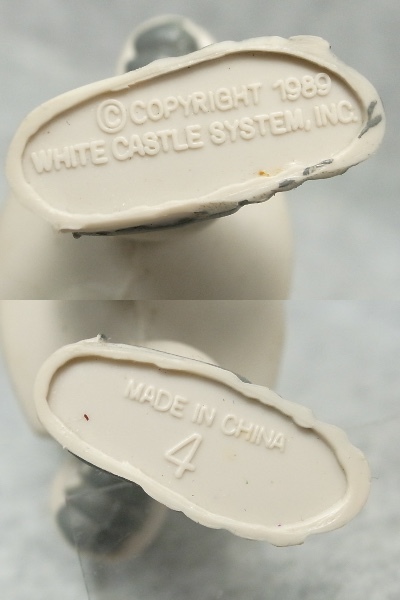 © COPYRIGHT 1989
WHITE CASTLE SYSTEM, INC.
MADE IN CHINA
4